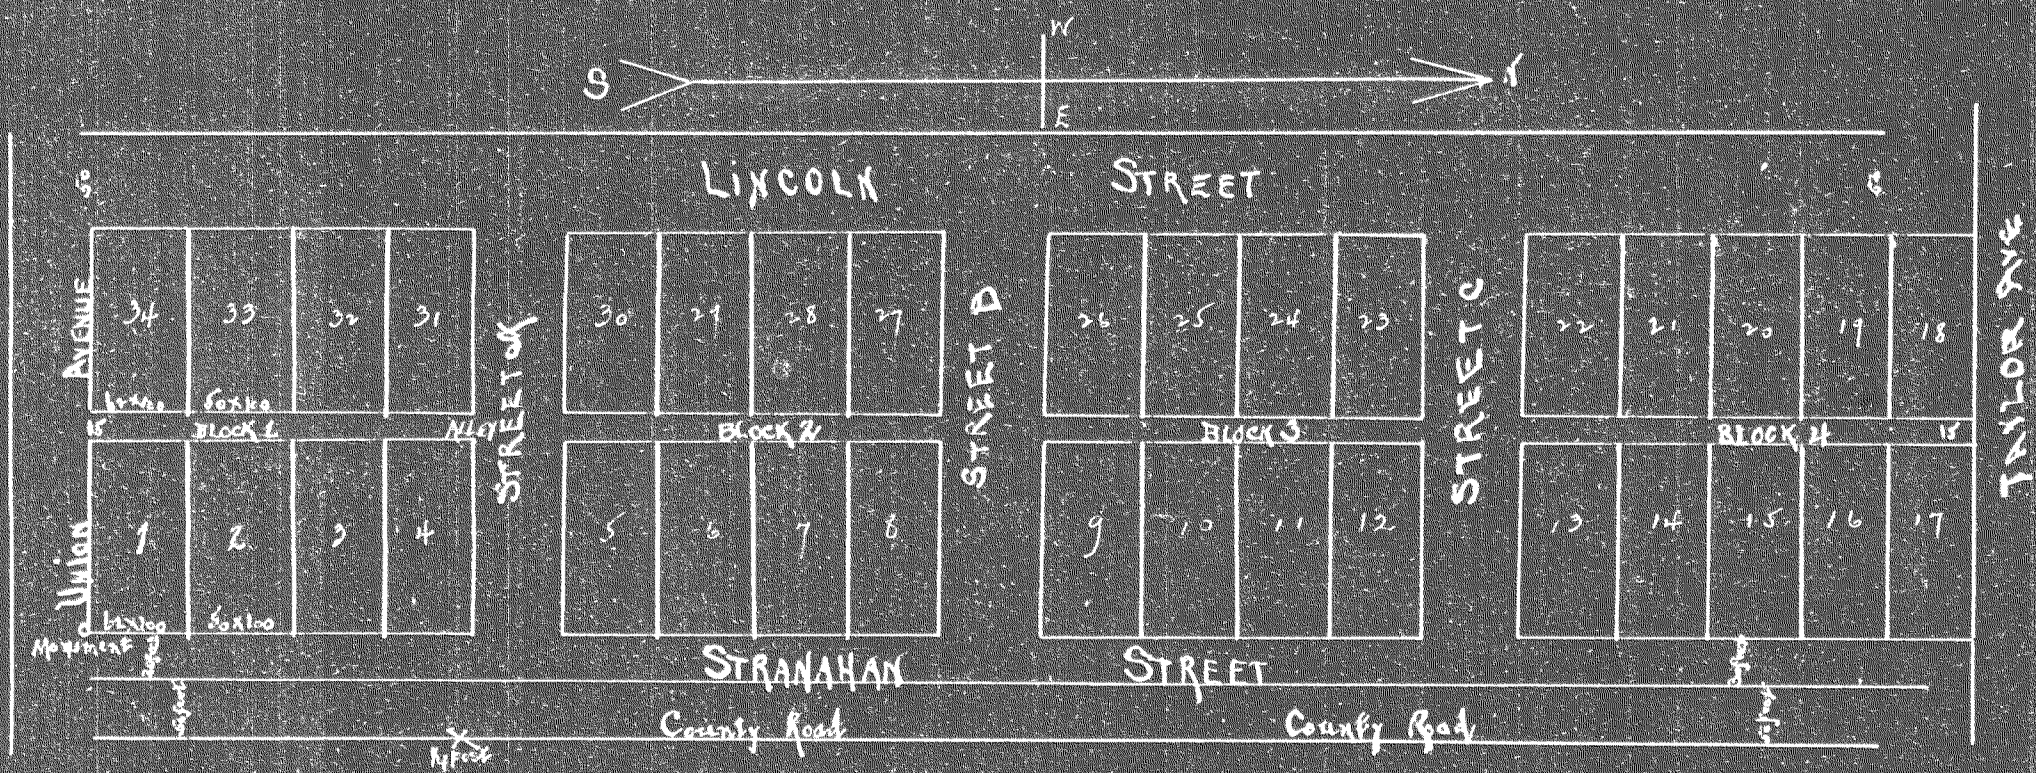 W
S
E
LINCOLN STREET
50
AVENUE
34 33 32 31
30 29 28 27
STREET D
26 25 24 23
STREET C
22 21 20 19 18
TAYLOR AVE
STREET
50x100
15 BLOCK 1 ALLEY
BLOCK 2
BLOCK 3
BLOCK 4 15
UNION
1 2 3 4
5 6 7 8
9 10 11 12
13 14 15 16 17
62x100 50x100
Monument
STRANAHAN STREET
County Road County Road